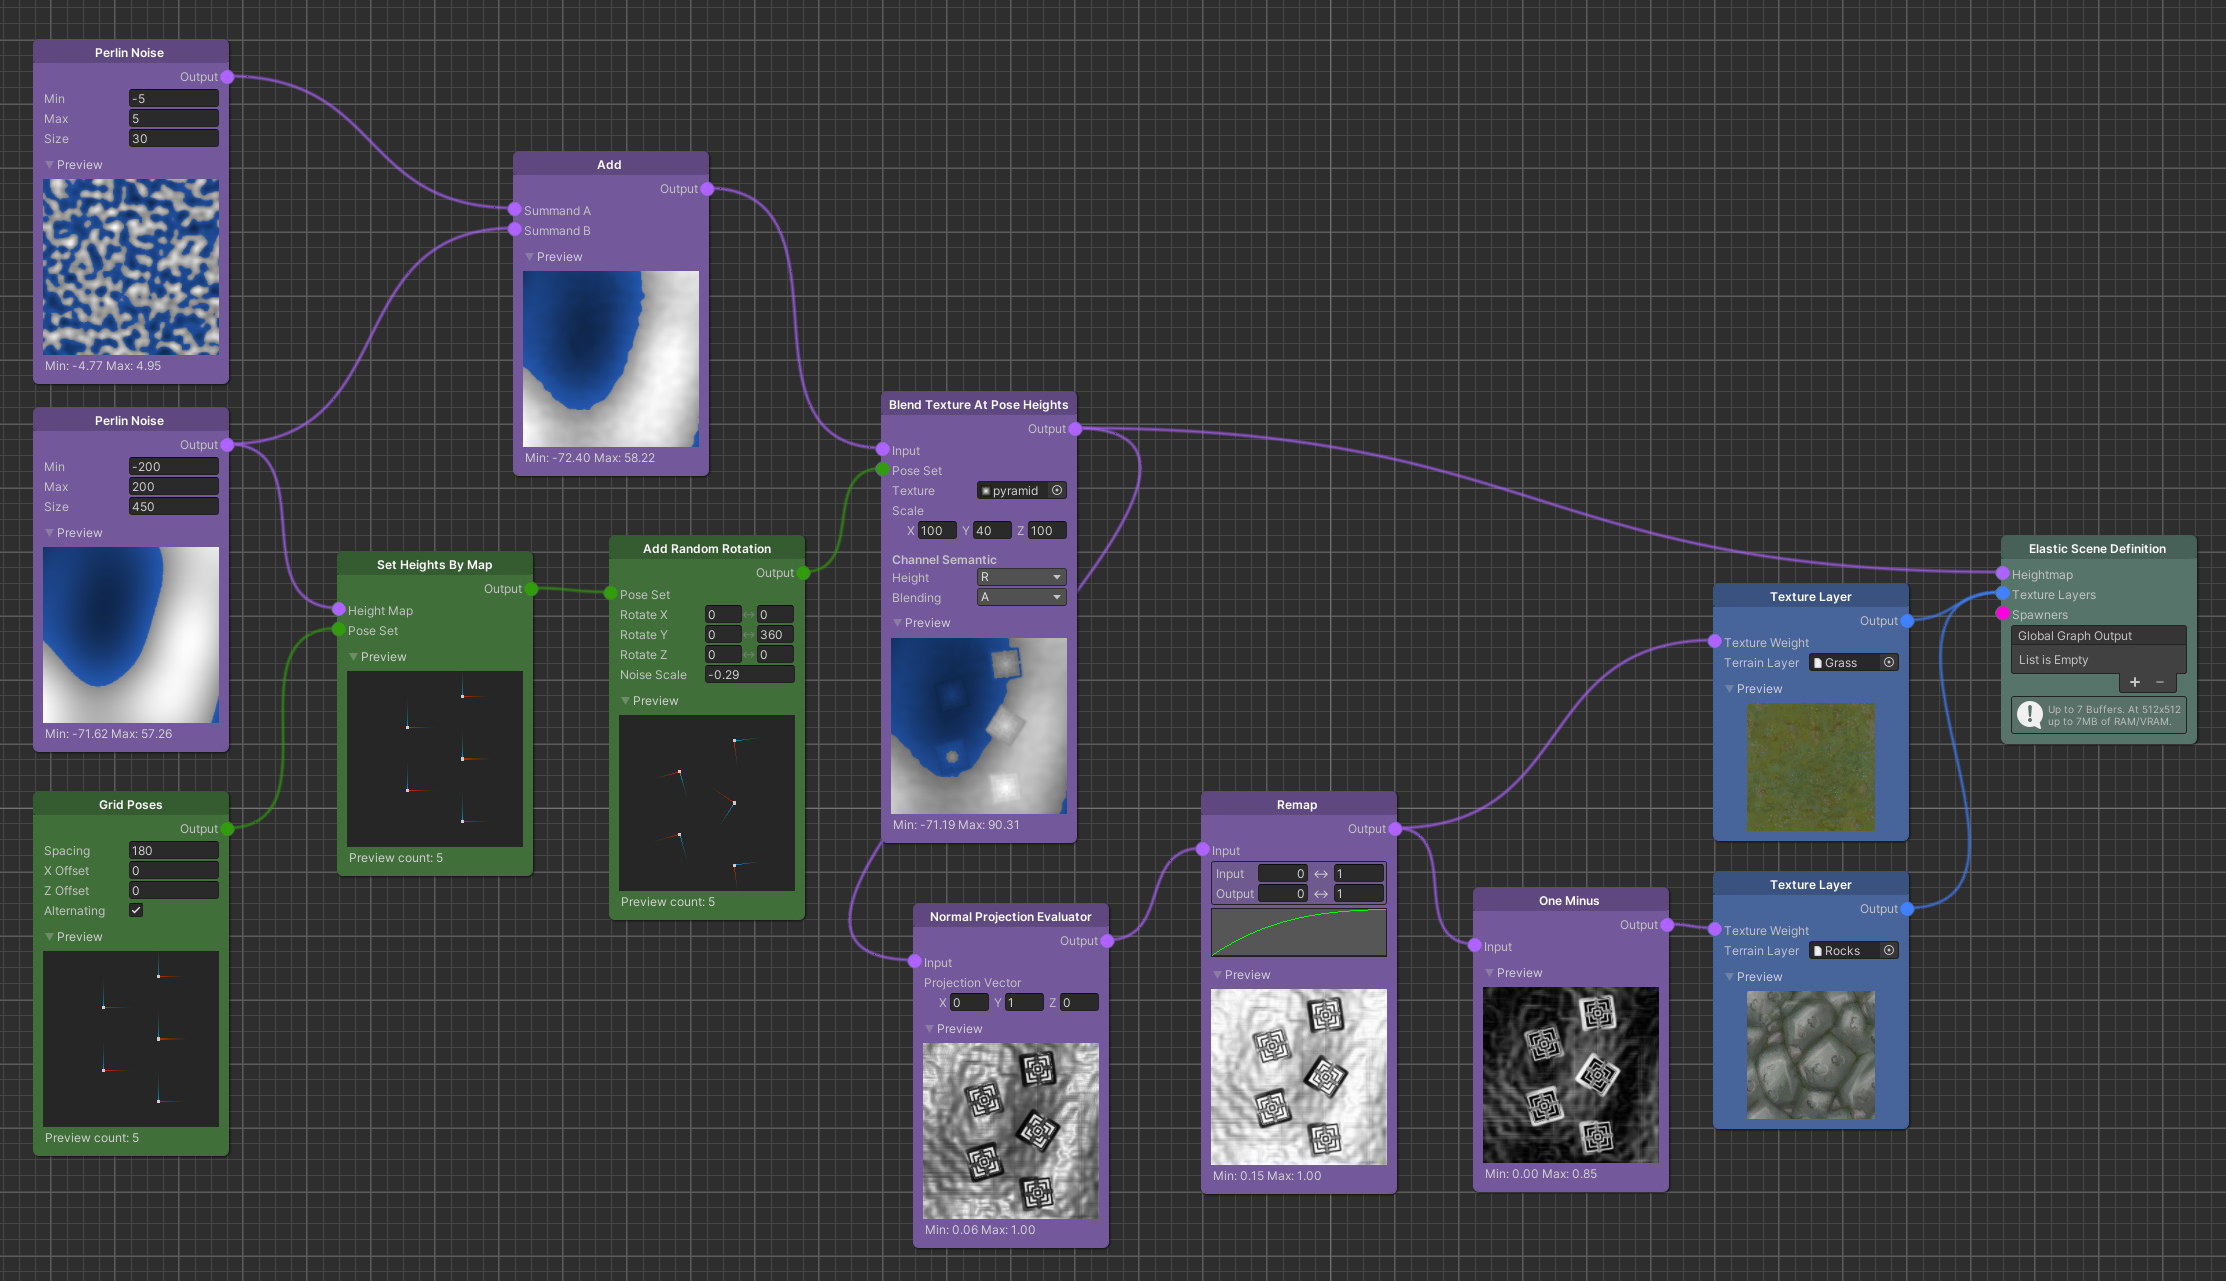 Perlin Noise
Output
Min -5
Max 5
Size 30
Preview
Min: -4.77 Max: 4.95
Perlin Noise
Output
Min -200
Max 200
Size 450
Preview
Min: -71.62 Max: 57.26
Grid Poses
Output
Spacing 180
X Offset 0
Z Offset 0
Alternating
Preview
Preview count: 5
Set Heights By Map
Output
Height Map
Pose Set
Preview
Preview count: 5
Add
Output
Summand A
Summand B
Preview
Min: -72.40 Max: 58.22
Add Random Rotation
Output
Pose Set
Rotate X 0 ↔ 0
Rotate Y 0 ↔ 360
Rotate Z 0 ↔ 0
Noise Scale -0.29
Preview
Preview count: 5
Blend Texture At Pose Heights
Output
Input
Pose Set
Texture pyramid
Scale
X 100 Y 40 Z 100
Channel Semantic
Height R
Blending A
Preview
Min: -71.19 Max: 90.31
Normal Projection Evaluator
Output
Input
Projection Vector
X 0 Y 1 Z 0
Preview
Min: 0.06 Max: 1.00
Remap
Output
Input
Input 0 ↔ 1
Output 0 ↔ 1
Preview
Min: 0.15 Max: 1.00
One Minus
Output
Input
Preview
Min: 0.00 Max: 0.85
Texture Layer
Output
Texture Weight
Terrain Layer Grass
Preview
Texture Layer
Output
Texture Weight
Terrain Layer Rocks
Preview
Elastic Scene Definition
Heightmap
Texture Layers
Spawners
Global Graph Output
List is Empty
+ −
Up to 7 Buffers. At 512x512
up to 7MB of RAM/VRAM.